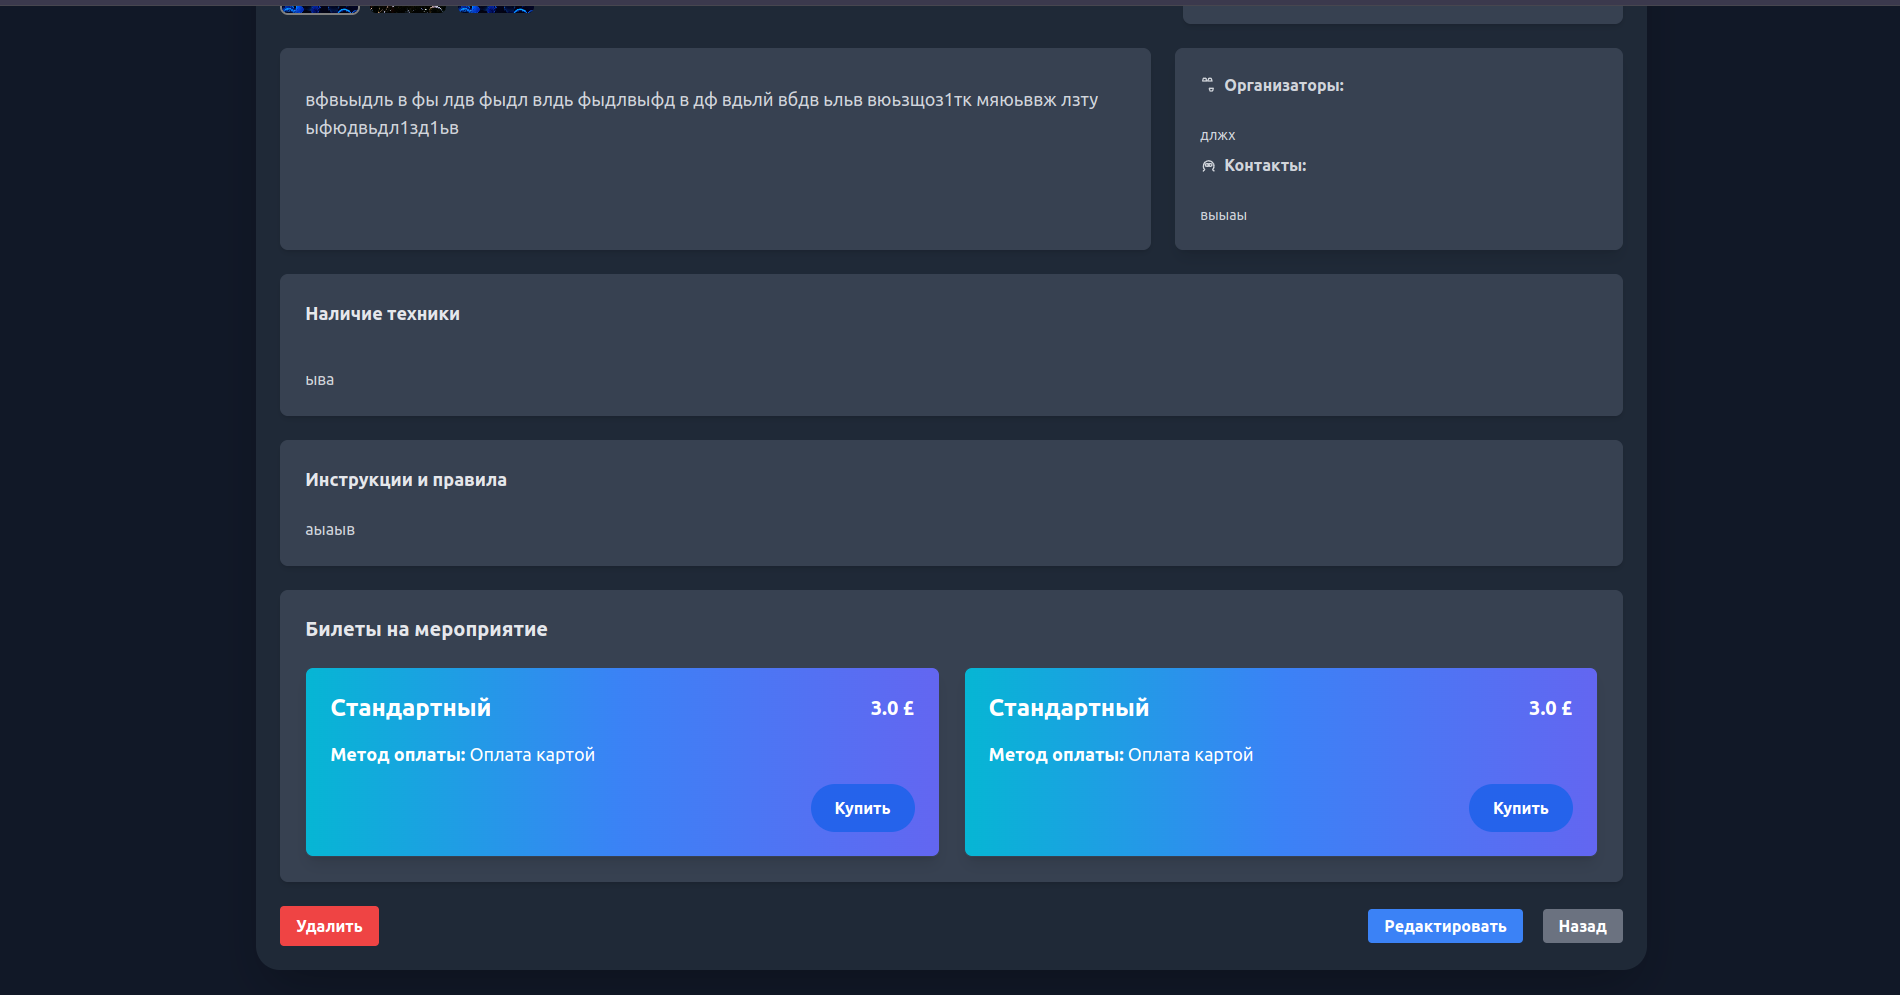 вфвьыдль в фы лдв фыдл влдь фыдлвыфд в дф вдьлй вбдв ьльв вюьзщоз1тк мяюьввж лзту
ыфюдвьдл1зд1ьв
Организаторы:
длжх
Контакты:
выыаы
Наличие техники
ыва
Инструкции и правила
аыаыв
Билеты на мероприятие
Стандартный 3.0 £
Метод оплаты: Оплата картой
Купить
Стандартный 3.0 £
Метод оплаты: Оплата картой
Купить
Удалить
Редактировать
Назад